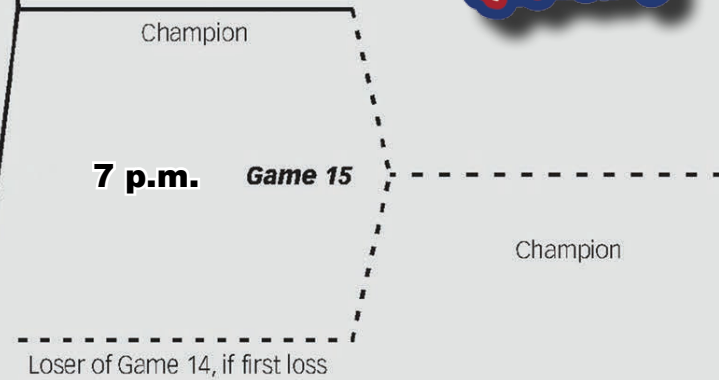 Champion
7 p.m.
Game 15
Champion
Loser of Game 14, if first loss